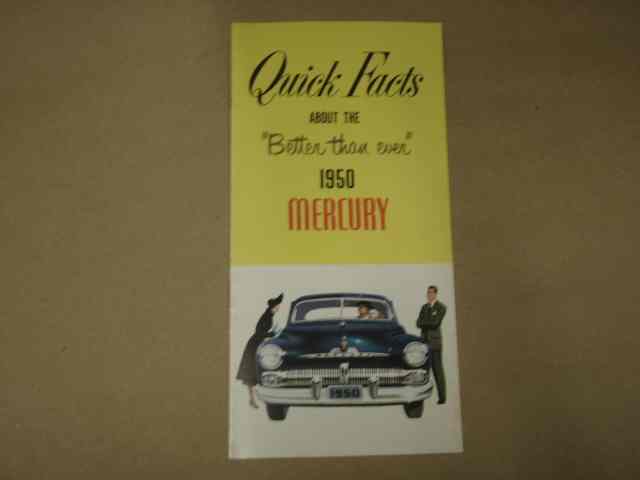 Quick Facts
ABOUT THE
"Better than ever"
1950
MERCURY
1950